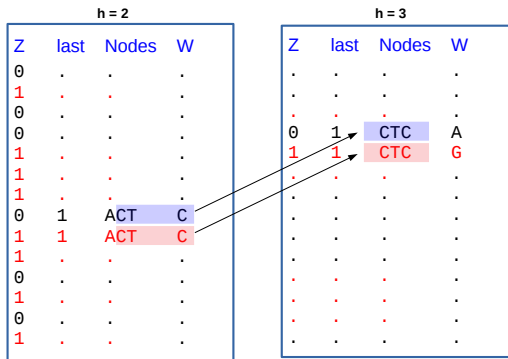 h = 2
Z last Nodes W
0 . . .
1 . . .
0 . . .
0 . . .
1 . . .
1 . . .
1 . . .
0 1 ACT C
1 1 ACT C
1 . . .
0 . . .
1 . . .
0 . . .
1 . . .
h = 3
Z last Nodes W
. . . .
. . . .
. . . .
0 1 CTC A
1 1 CTC G
. . . .
. . . .
. . . .
. . . .
. . . .
. . . .
. . . .
. . . .
. . . .